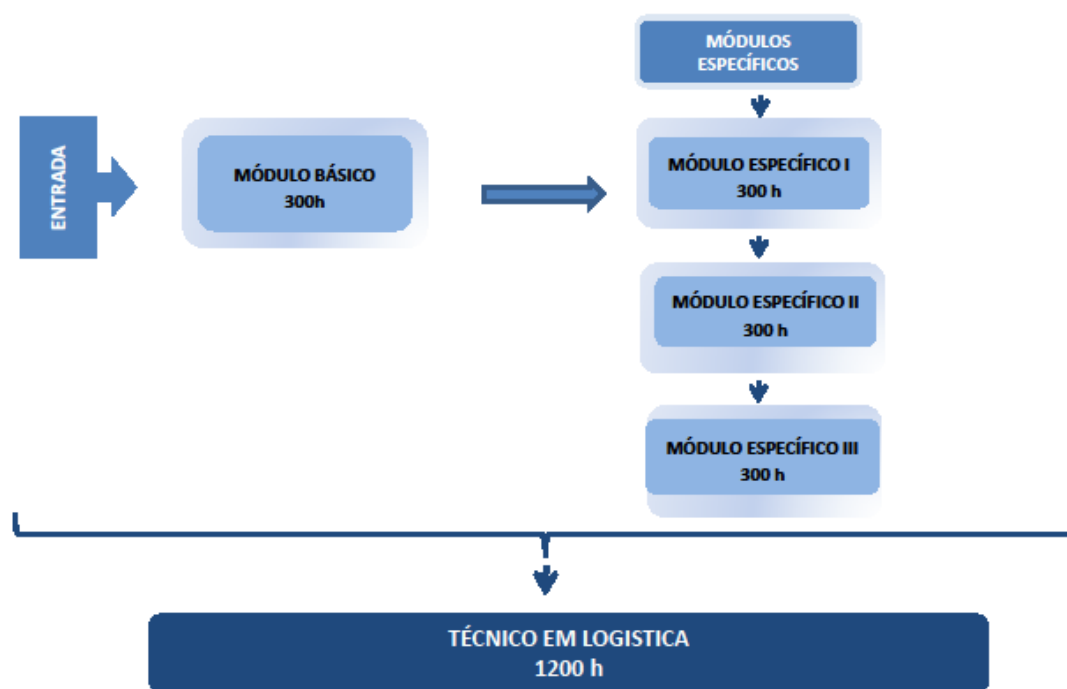 ENTRADA
MÓDULO BÁSICO
300h
MÓDULOS
ESPECÍFICOS
MÓDULO ESPECÍFICO I
300 h
MÓDULO ESPECÍFICO II
300 h
MÓDULO ESPECÍFICO III
300 h
TÉCNICO EM LOGISTICA
1200 h